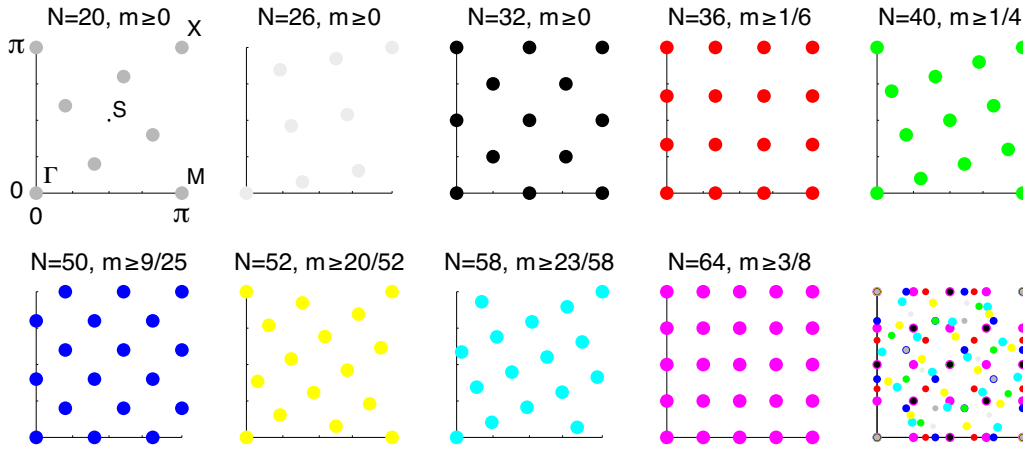 N=20, m≥0
N=26, m≥0
N=32, m≥0
N=36, m≥1/6
N=40, m≥1/4
π
X
S
Γ
M
0
0
π
N=50, m≥9/25
N=52, m≥20/52
N=58, m≥23/58
N=64, m≥3/8